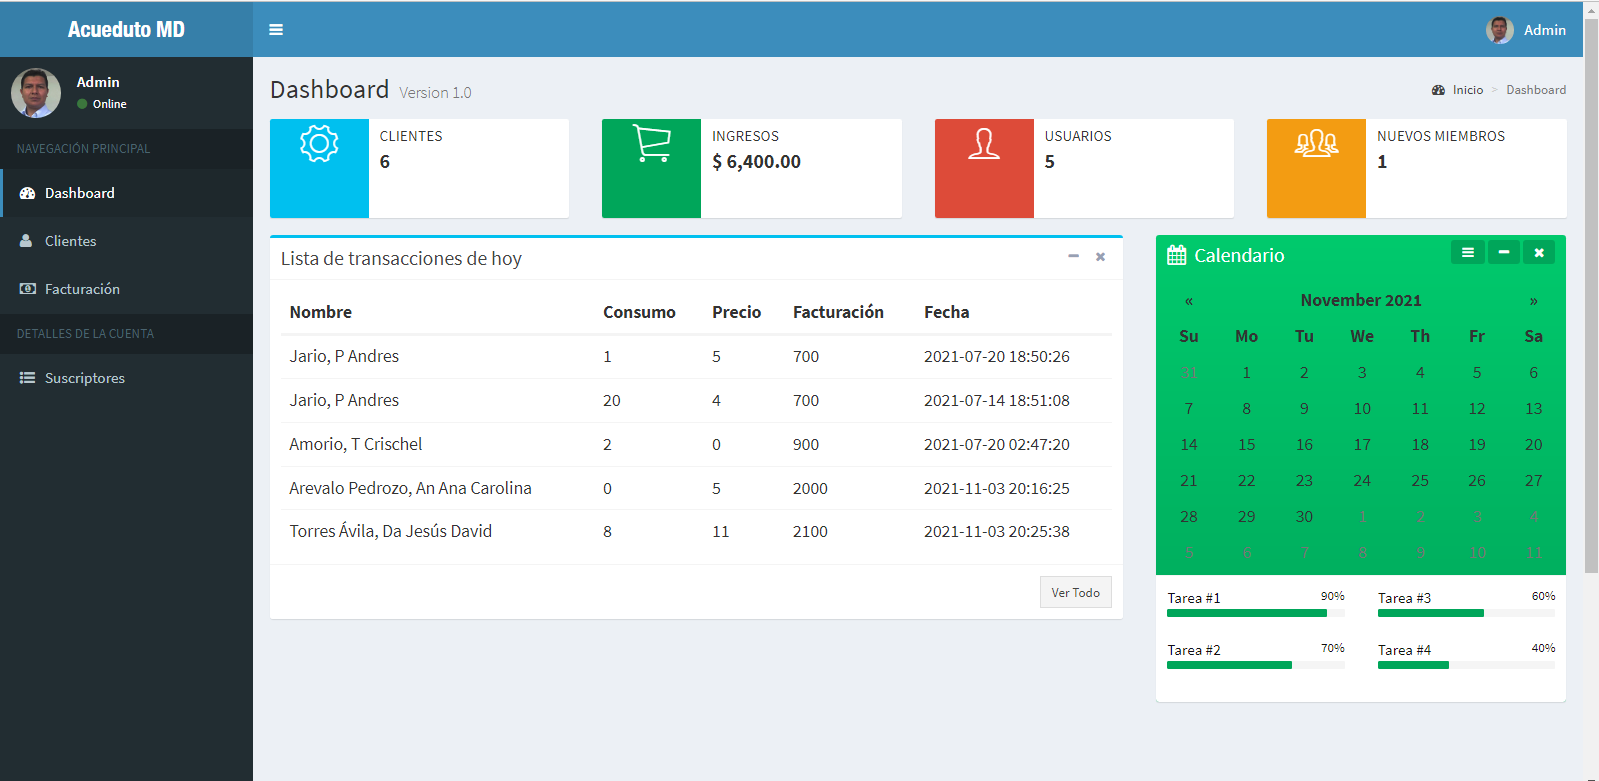 Acueduto MD
Admin
Admin
Online
NAVEGACIÓN PRINCIPAL
Dashboard
Clientes
Facturación
DETALLES DE LA CUENTA
Suscriptores
Dashboard Version 1.0
Inicio > Dashboard
CLIENTES
6
INGRESOS
$ 6,400.00
USUARIOS
5
NUEVOS MIEMBROS
1
Lista de transacciones de hoy
Nombre Consumo Precio Facturación Fecha
Jario, P Andres 1 5 700 2021-07-20 18:50:26
Jario, P Andres 20 4 700 2021-07-14 18:51:08
Amorio, T Crischel 2 0 900 2021-07-20 02:47:20
Arevalo Pedrozo, An Ana Carolina 0 5 2000 2021-11-03 20:16:25
Torres Ávila, Da Jesús David 8 11 2100 2021-11-03 20:25:38
Ver Todo
Calendario
« November 2021 »
Su Mo Tu We Th Fr Sa
31 1 2 3 4 5 6
7 8 9 10 11 12 13
14 15 16 17 18 19 20
21 22 23 24 25 26 27
28 29 30 1 2 3 4
5 6 7 8 9 10 11
Tarea #1 90%
Tarea #3 60%
Tarea #2 70%
Tarea #4 40%